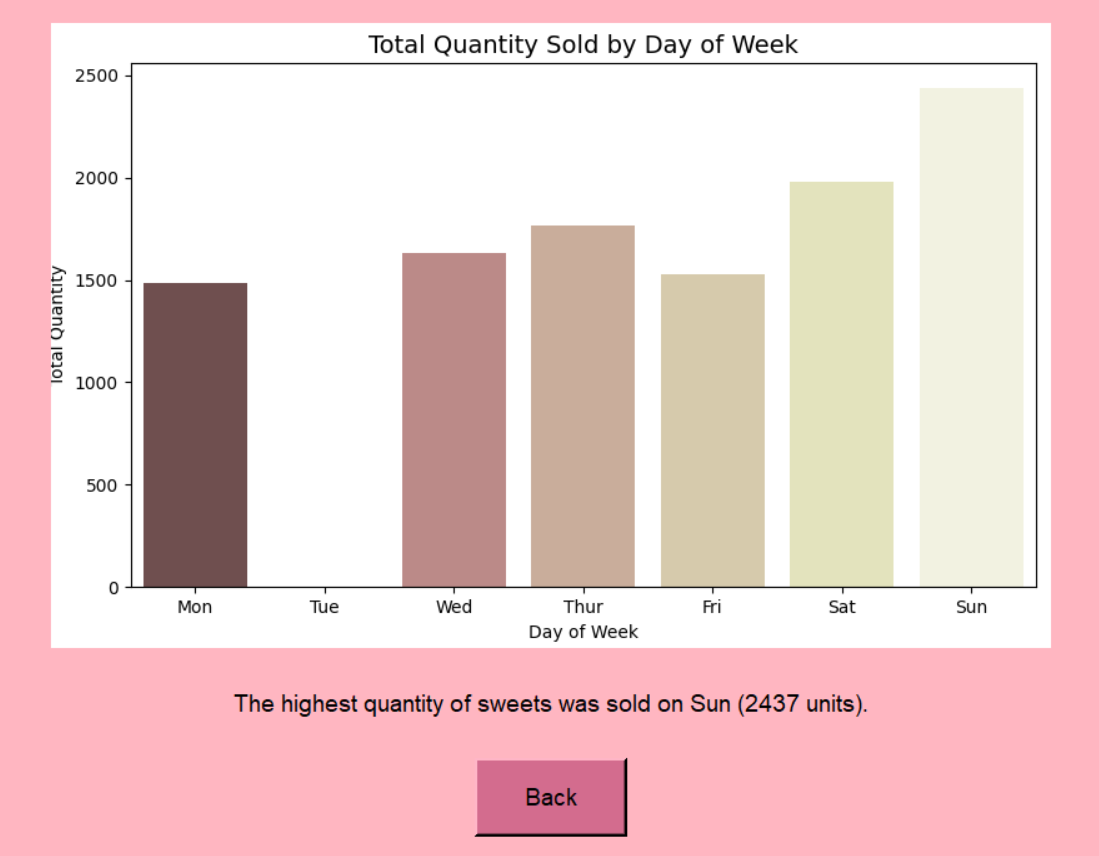 Total Quantity Sold by Day of Week
2500
2000
1500
1000
500
0
Total Quantity
Mon Tue Wed Thur Fri Sat Sun
Day of Week
The highest quantity of sweets was sold on Sun (2437 units).
Back